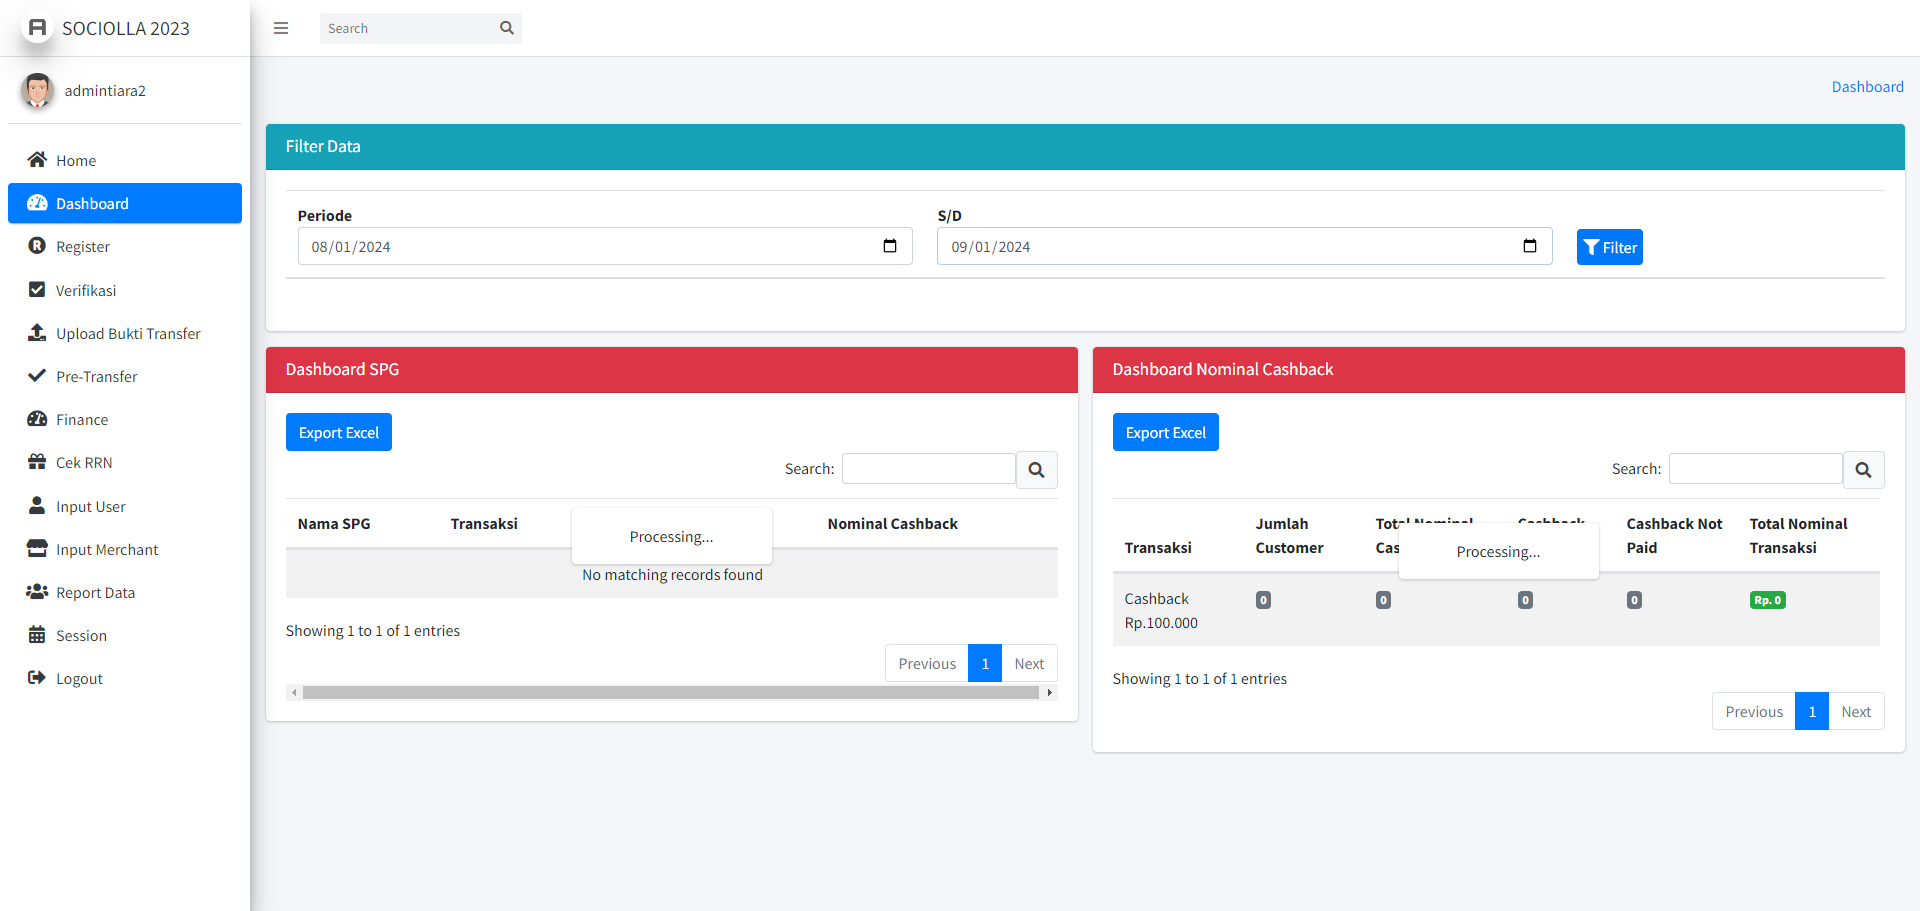 SOCIOLLA 2023
Search
admintiara2
Home
Dashboard
Register
Verifikasi
Upload Bukti Transfer
Pre-Transfer
Finance
Cek RRN
Input User
Input Merchant
Report Data
Session
Logout
Dashboard
Filter Data
Periode
08/01/2024
S/D
09/01/2024
Filter
Dashboard SPG
Export Excel
Search:
Nama SPG Transaksi Nominal Cashback
Processing...
No matching records found
Showing 1 to 1 of 1 entries
Previous 1 Next
Dashboard Nominal Cashback
Export Excel
Search:
Jumlah Total Nominal Cashback Cashback Not Total Nominal
Transaksi Customer Paid Transaksi
Processing...
Cashback 0 0 0 0 Rp. 0
Rp.100.000
Showing 1 to 1 of 1 entries
Previous 1 Next